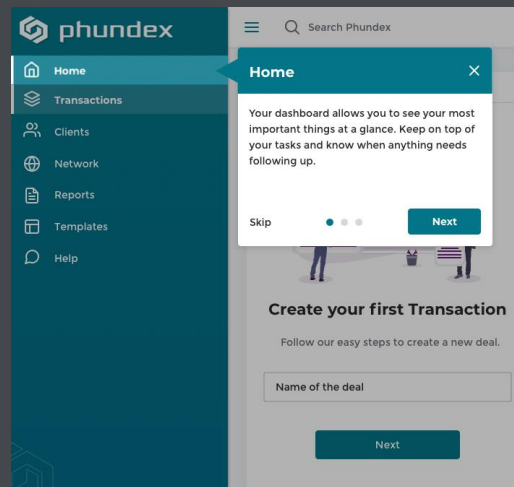 phundex
Search Phundex
Home
Transactions
Clients
Network
Reports
Templates
Help
Home
Your dashboard allows you to see your most
important things at a glance. Keep on top of
your tasks and know when anything needs
following up.
Skip
Next
Create your first Transaction
Follow our easy steps to create a new deal.
Name of the deal
Next